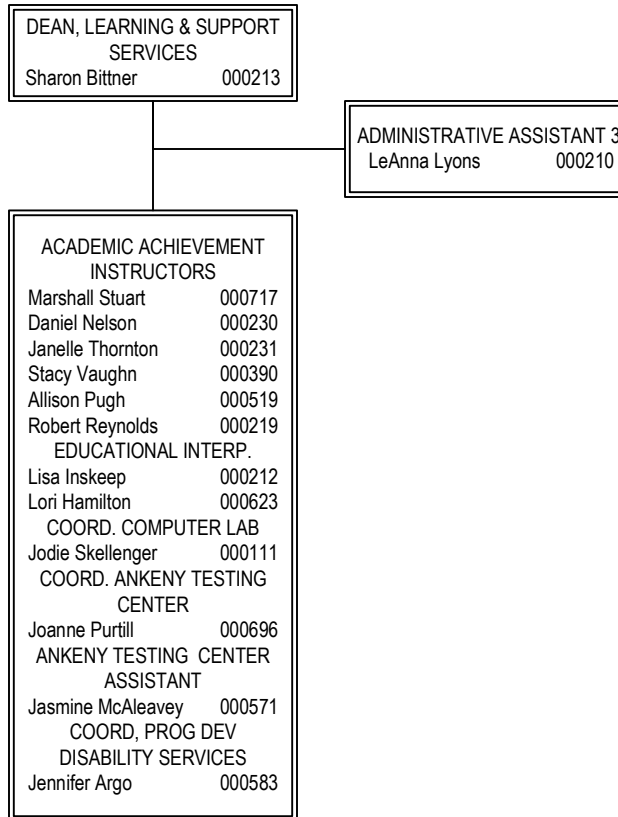 DEAN, LEARNING & SUPPORT
SERVICES
Sharon Bittner 000213
ADMINISTRATIVE ASSISTANT 3
LeAnna Lyons 000210
ACADEMIC ACHIEVEMENT
INSTRUCTORS
Marshall Stuart 000717
Daniel Nelson 000230
Janelle Thornton 000231
Stacy Vaughn 000390
Allison Pugh 000519
Robert Reynolds 000219
EDUCATIONAL INTERP.
Lisa Inskeep 000212
Lori Hamilton 000623
COORD. COMPUTER LAB
Jodie Skellenger 000111
COORD. ANKENY TESTING
CENTER
Joanne Purtill 000696
ANKENY TESTING CENTER
ASSISTANT
Jasmine McAleavey 000571
COORD, PROG DEV
DISABILITY SERVICES
Jennifer Argo 000583